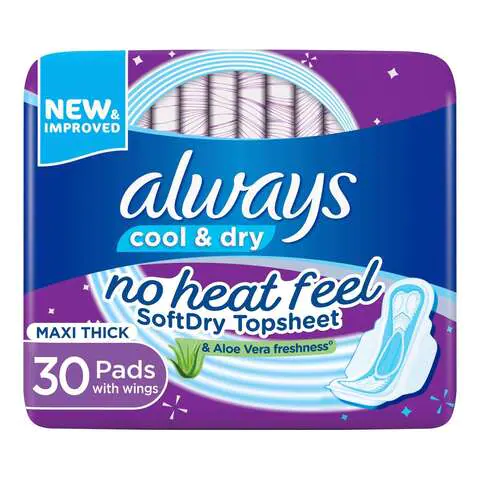 NEW &
IMPROVED
always
cool & dry
no heat feel
SoftDry Topsheet
& Aloe Vera freshness°
MAXI THICK
30 Pads
with wings